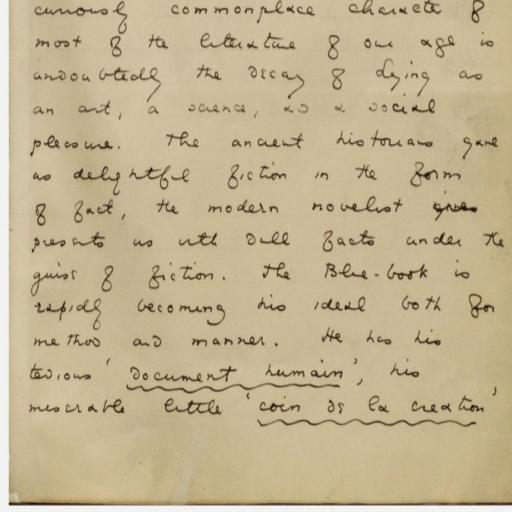 curiously commonplace character of
most of the literature of our age is
undoubtedly the decay of Lying as
an art, a science, and a social
pleasure. The ancient historians gave
us delightful fiction in the form
of fact, the modern novelist gives
presents us with dull facts under the
guise of fiction. The Blue-book is
rapidly becoming his ideal both for
method and manner. He has his
tedious 'document humain', his
miserable little 'coin de la creation'